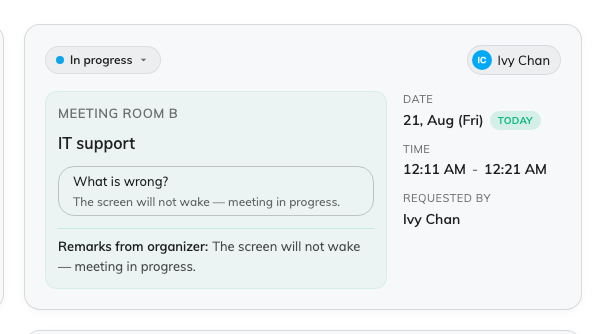 In progress
IC Ivy Chan
MEETING ROOM B
IT support
What is wrong?
The screen will not wake — meeting in progress.
Remarks from organizer: The screen will not wake
— meeting in progress.
DATE
21, Aug (Fri) TODAY
TIME
12:11 AM - 12:21 AM
REQUESTED BY
Ivy Chan